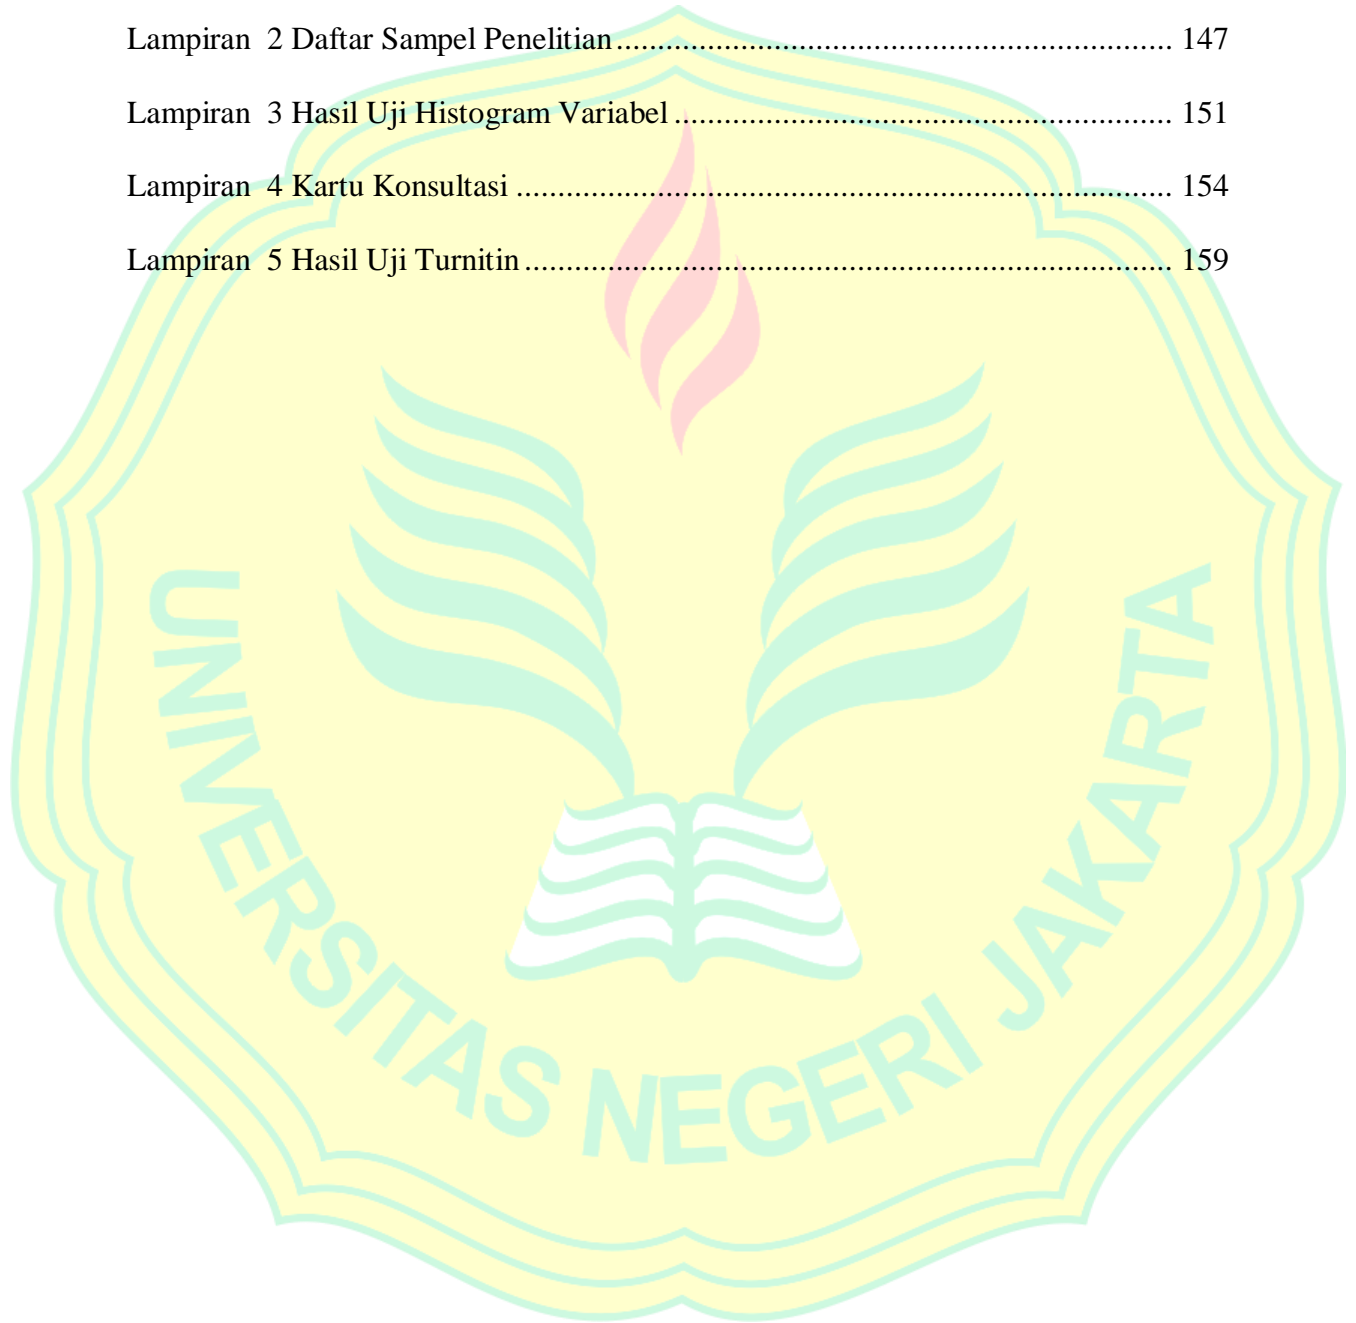 Lampiran  2 Daftar Sampel Penelitian.................................................................. 147
Lampiran  3 Hasil Uji Histogram Variabel ........................................................... 151
Lampiran  4 Kartu Konsultasi .............................................................................. 154
Lampiran  5 Hasil Uji Turnitin ............................................................................. 159
UNIVERSITAS NEGERI JAKARTA